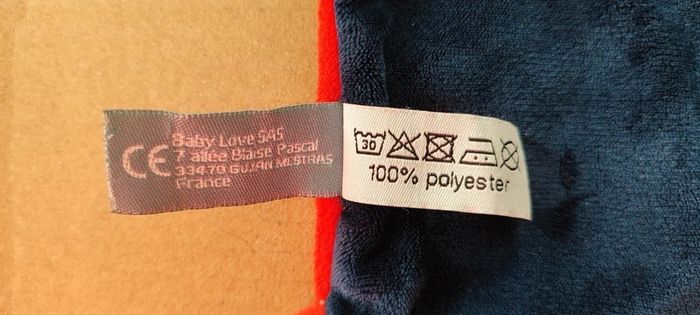 CE
Baby Love SAS
7 allée Blaise Pascal
33470 GUJAN MESTRAS
France
30
100% polyester